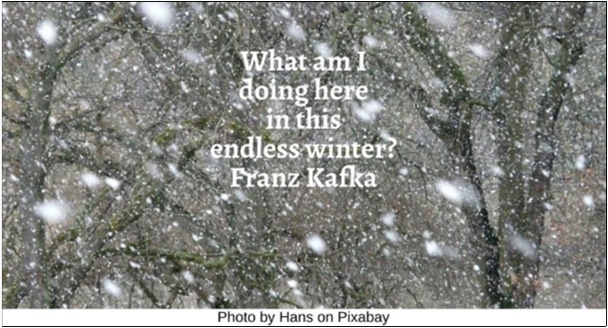 What am I
doing here
in this
endless winter?
Franz Kafka
Photo by Hans on Pixabay